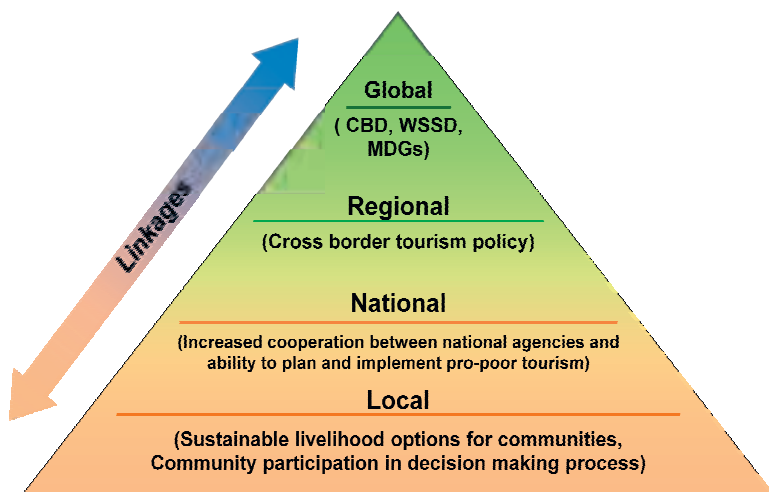 Global
( CBD, WSSD,
MDGs)
Regional
(Cross border tourism policy)
Linkages
National
(Increased cooperation between national agencies and
ability to plan and implement pro-poor tourism)
Local
(Sustainable livelihood options for communities,
Community participation in decision making process)